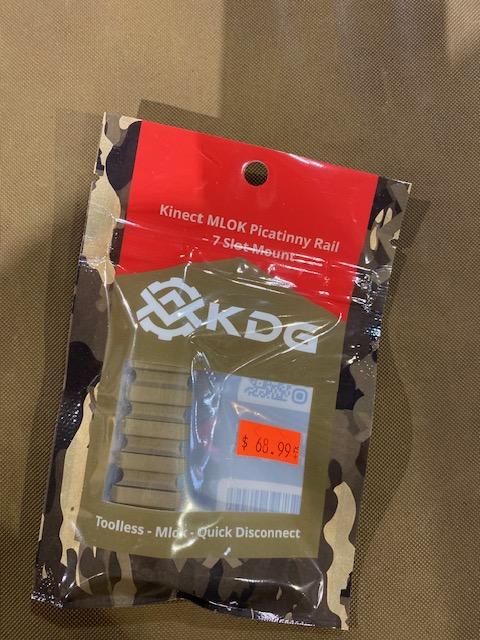 Kinect MLOK Picatinny Rail
7 Slot Mount
KDG
$ 68.99
Toolless - Mlok - Quick Disconnect